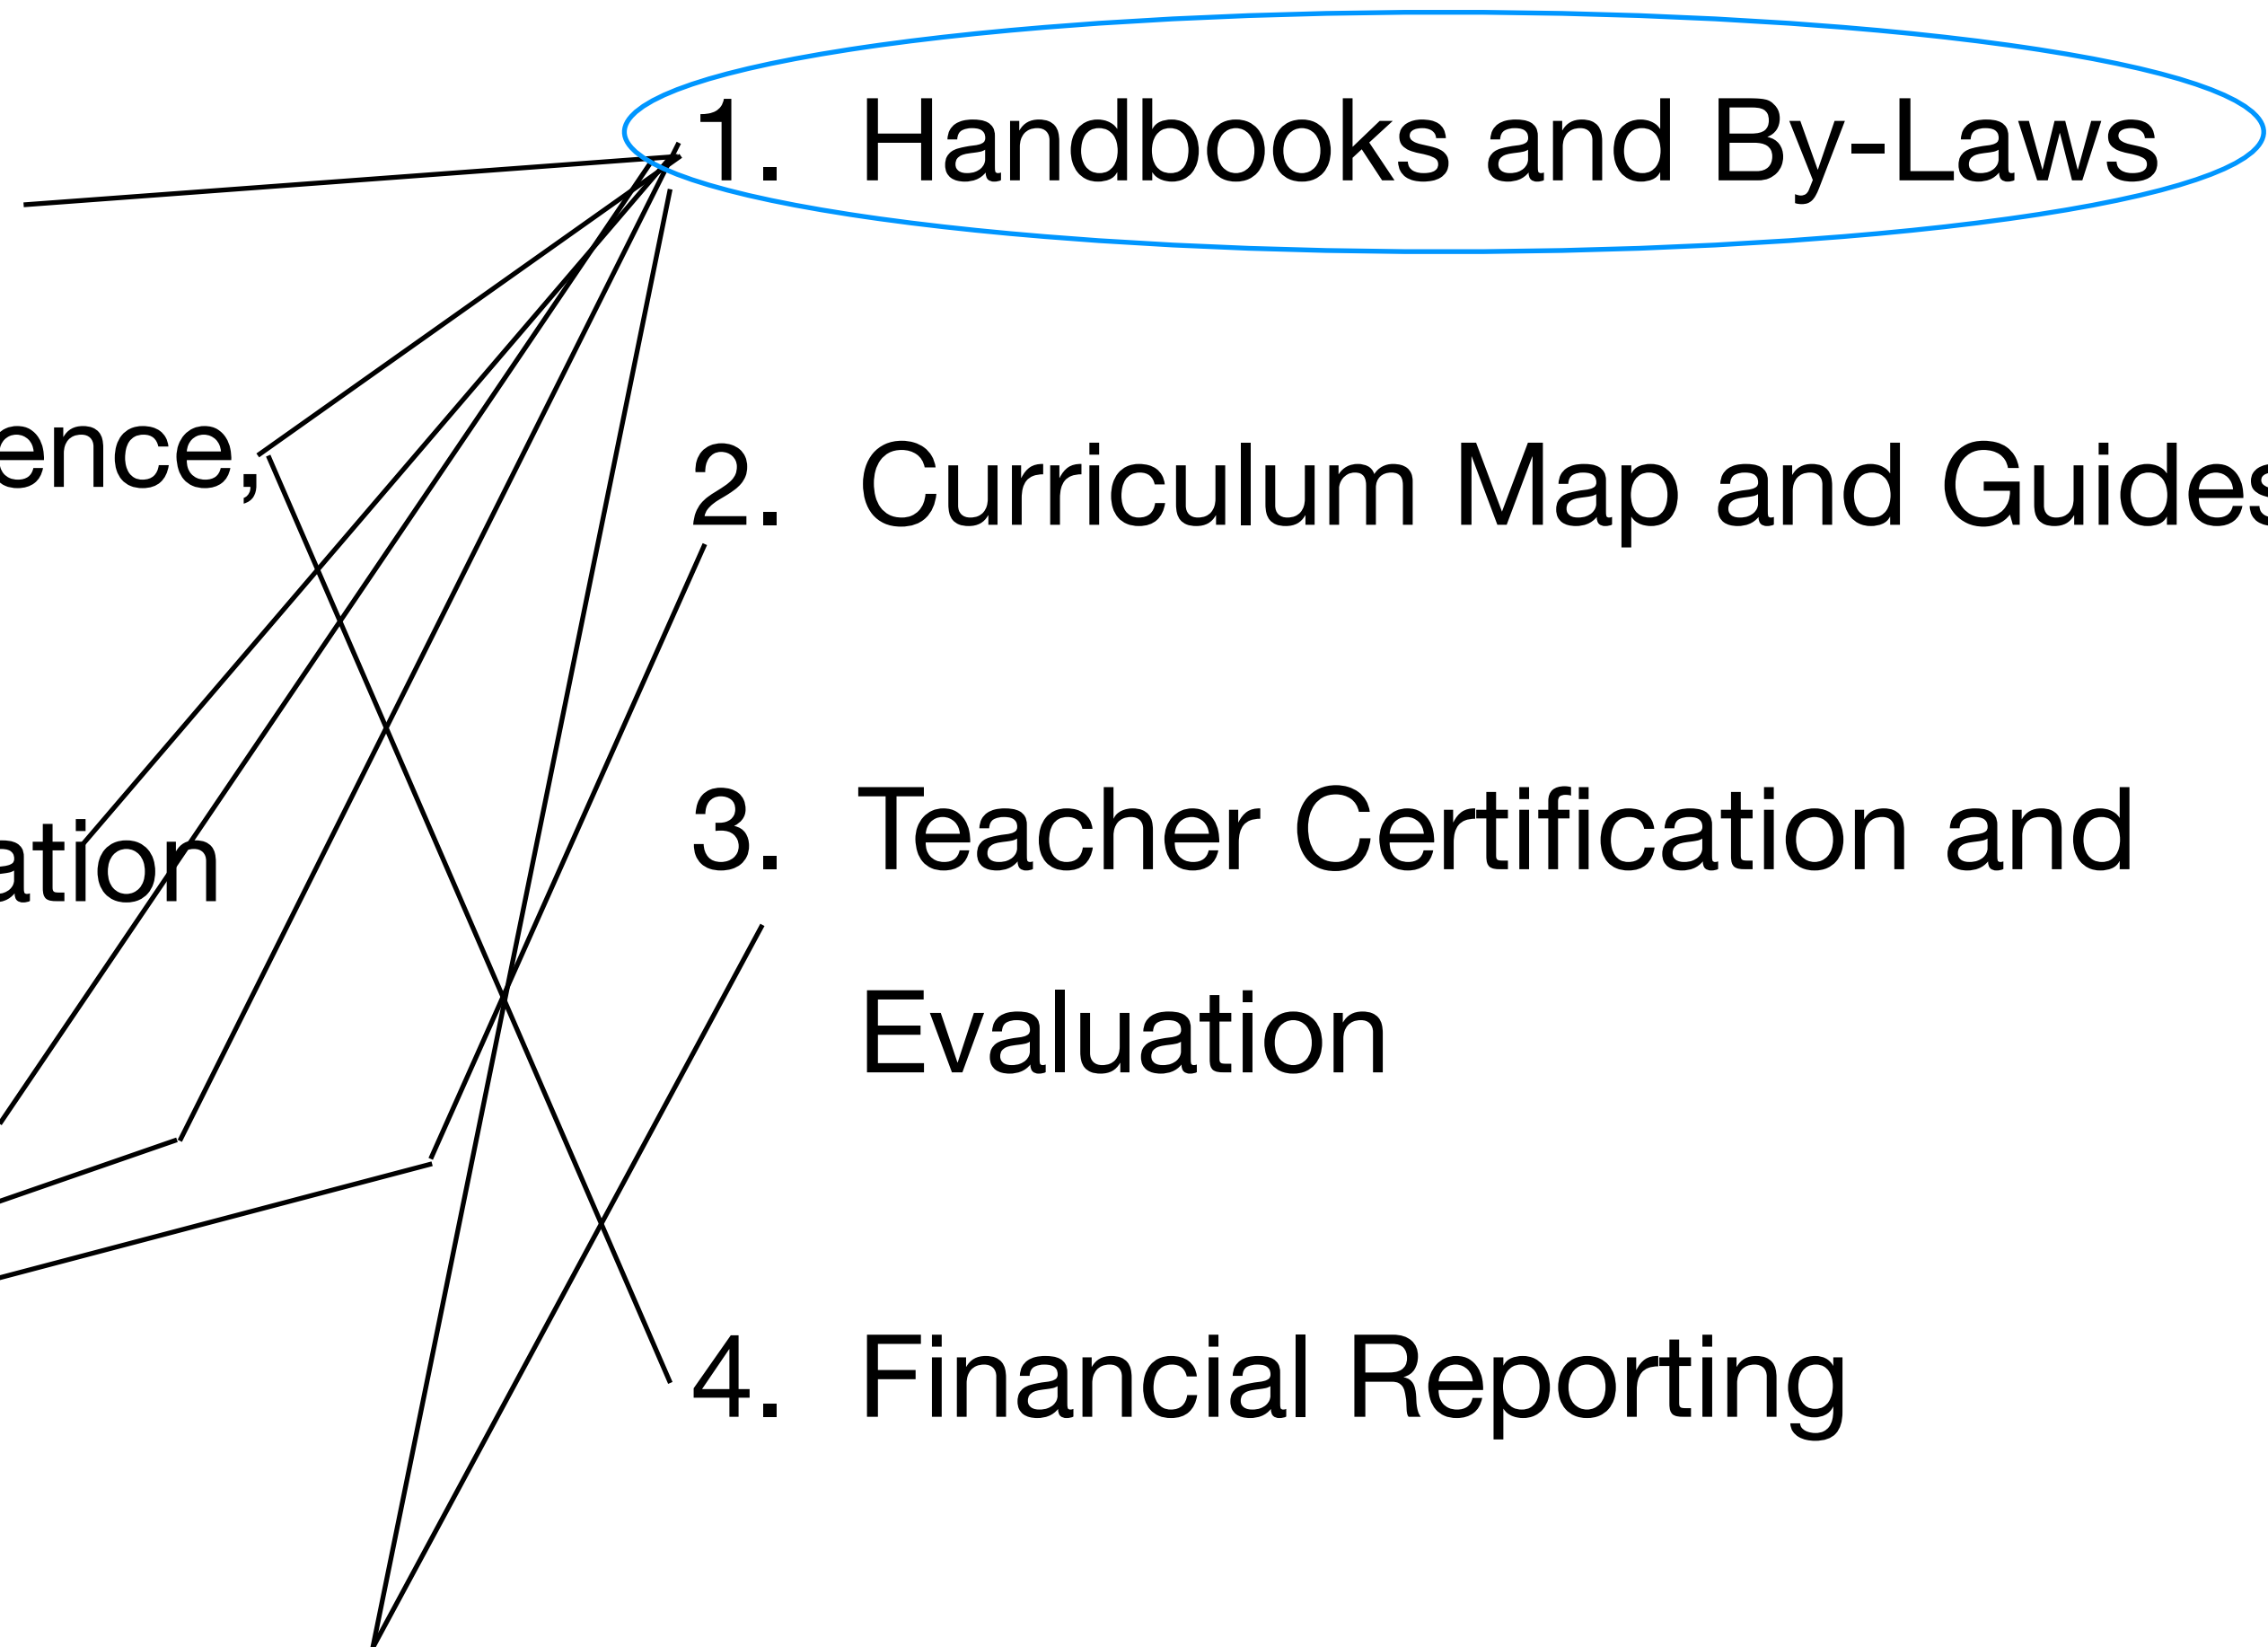 1. Handbooks and By-Laws
ence,
2. Curriculum Map and Guides
3. Teacher Certification and
ation
Evaluation
4. Financial Reporting